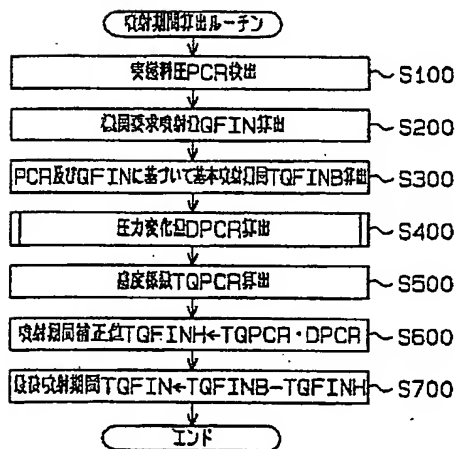 噴射期間算出ルーチン
実燃料圧PCR検出
S100
最終要求噴射量QFIN算出
S200
PCR及びQFINに基づいて基本噴射期間TQFINB算出
S300
圧力変化量DPCR算出
S400
感度係数TQPCR算出
S500
噴射期間補正値TQFINH←TQPCR・DPCR
S600
最終噴射期間TQFIN←TQFINB−TQFINH
S700
エンド